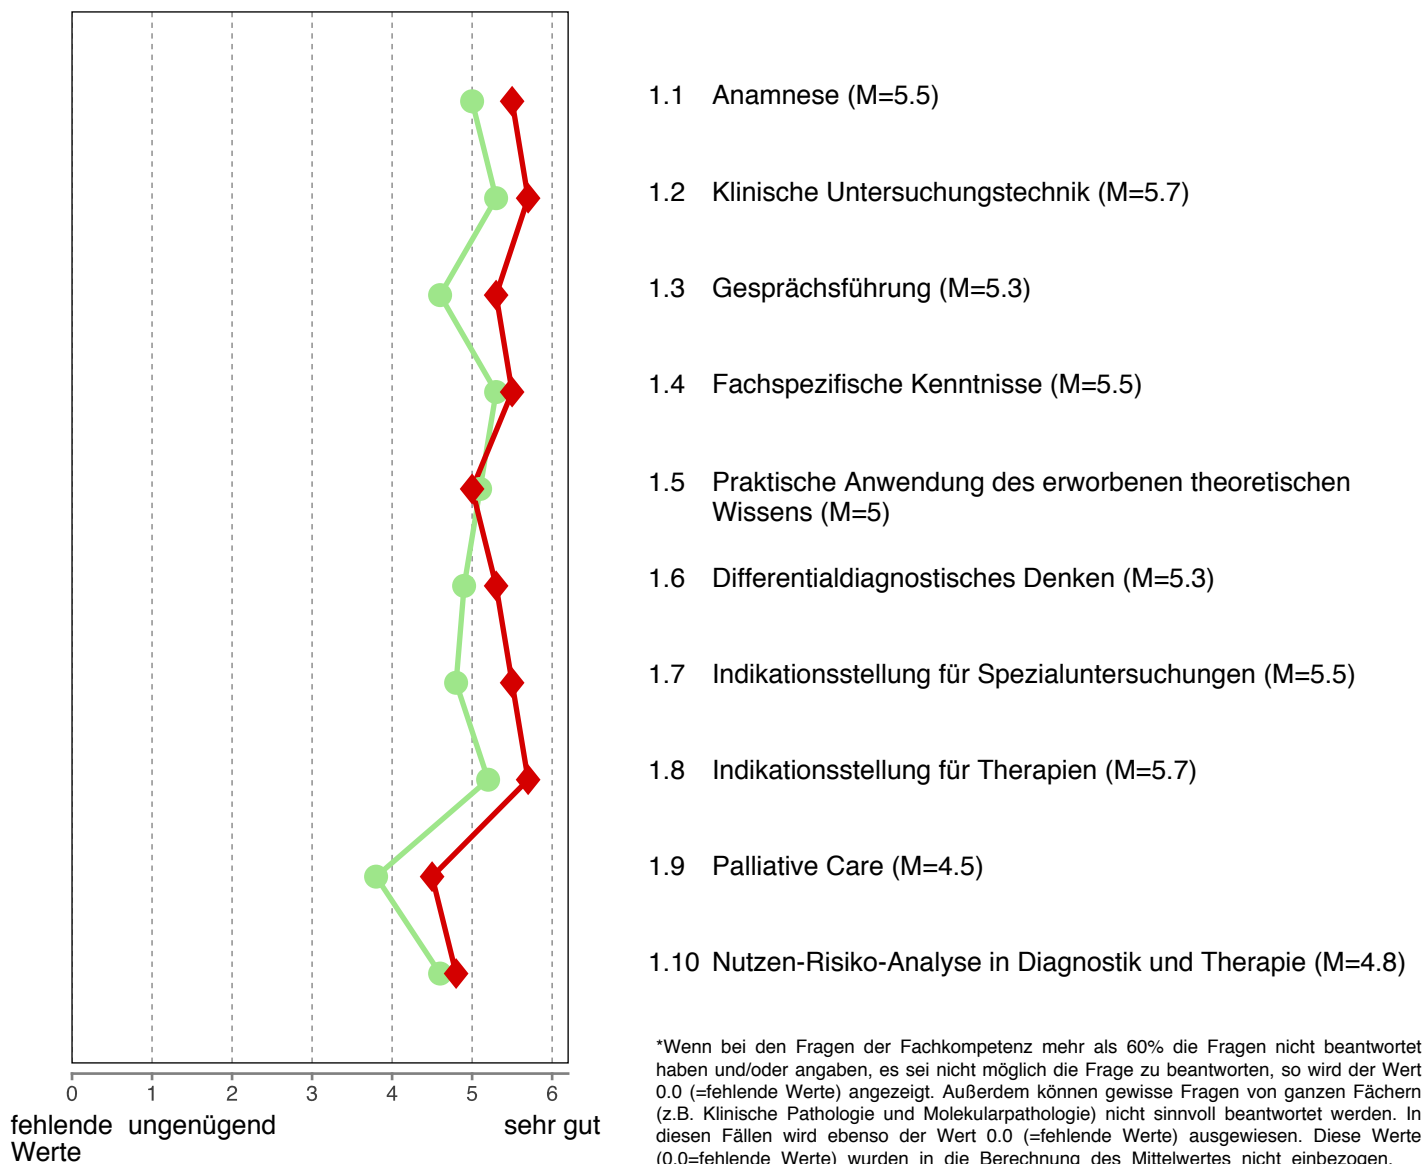 1.1 Anamnese (M=5.5)
1.2 Klinische Untersuchungstechnik (M=5.7)
1.3 Gesprächsführung (M=5.3)
1.4 Fachspezifische Kenntnisse (M=5.5)
1.5 Praktische Anwendung des erworbenen theoretischen
Wissens (M=5)
1.6 Differentialdiagnostisches Denken (M=5.3)
1.7 Indikationsstellung für Spezialuntersuchungen (M=5.5)
1.8 Indikationsstellung für Therapien (M=5.7)
1.9 Palliative Care (M=4.5)
1.10 Nutzen-Risiko-Analyse in Diagnostik und Therapie (M=4.8)
0 1 2 3 4 5 6
fehlende ungenügend sehr gut
Werte
*Wenn bei den Fragen der Fachkompetenz mehr als 60% die Fragen nicht beantwortet
haben und/oder angaben, es sei nicht möglich die Frage zu beantworten, so wird der Wert
0.0 (=fehlende Werte) angezeigt. Außerdem können gewisse Fragen von ganzen Fächern
(z.B. Klinische Pathologie und Molekularpathologie) nicht sinnvoll beantwortet werden. In
diesen Fällen wird ebenso der Wert 0.0 (=fehlende Werte) ausgewiesen. Diese Werte
(0.0=fehlende Werte) wurden in die Berechnung des Mittelwertes nicht einbezogen.